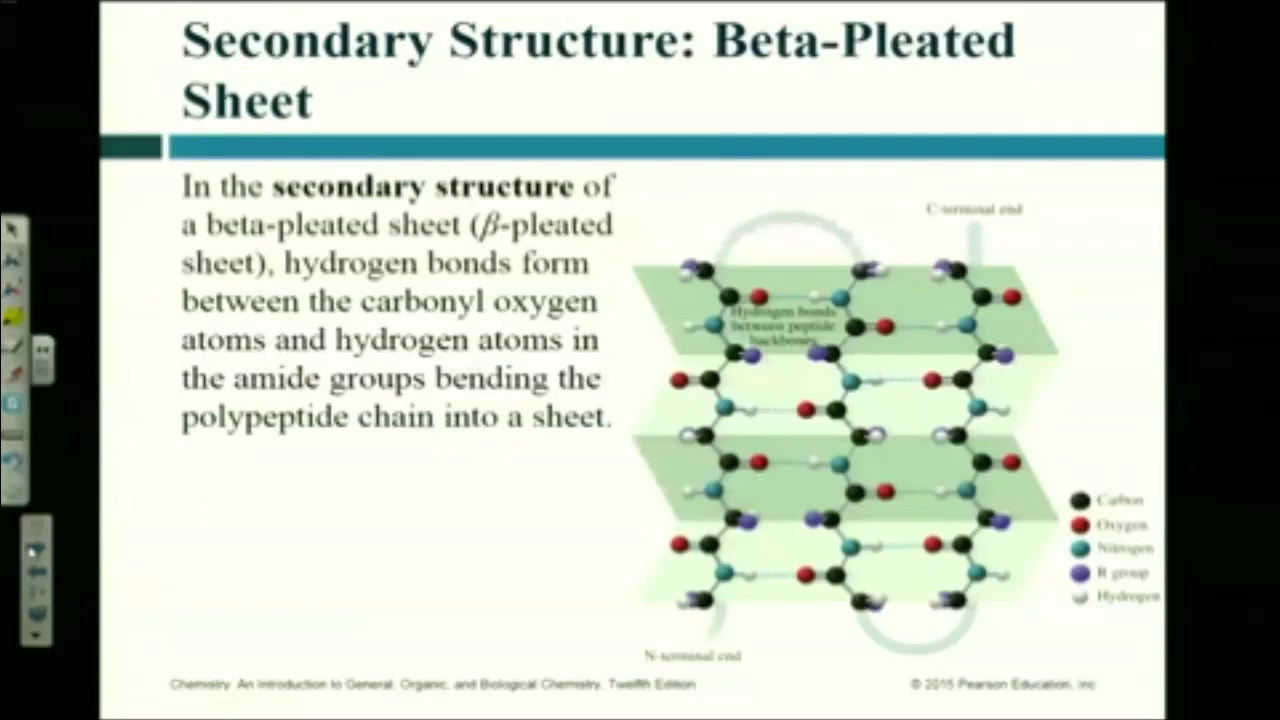 Secondary Structure: Beta-Pleated
Sheet
In the secondary structure of
a beta-pleated sheet (β-pleated
sheet), hydrogen bonds form
between the carbonyl oxygen
atoms and hydrogen atoms in
the amide groups bending the
polypeptide chain into a sheet.
C-terminal end
Hydrogen bonds
between peptide
backbones
Carbon
Oxygen
Nitrogen
R group
Hydrogen
N-terminal end
Chemistry: An Introduction to General, Organic, and Biological Chemistry, Twelfth Edition
© 2015 Pearson Education, Inc